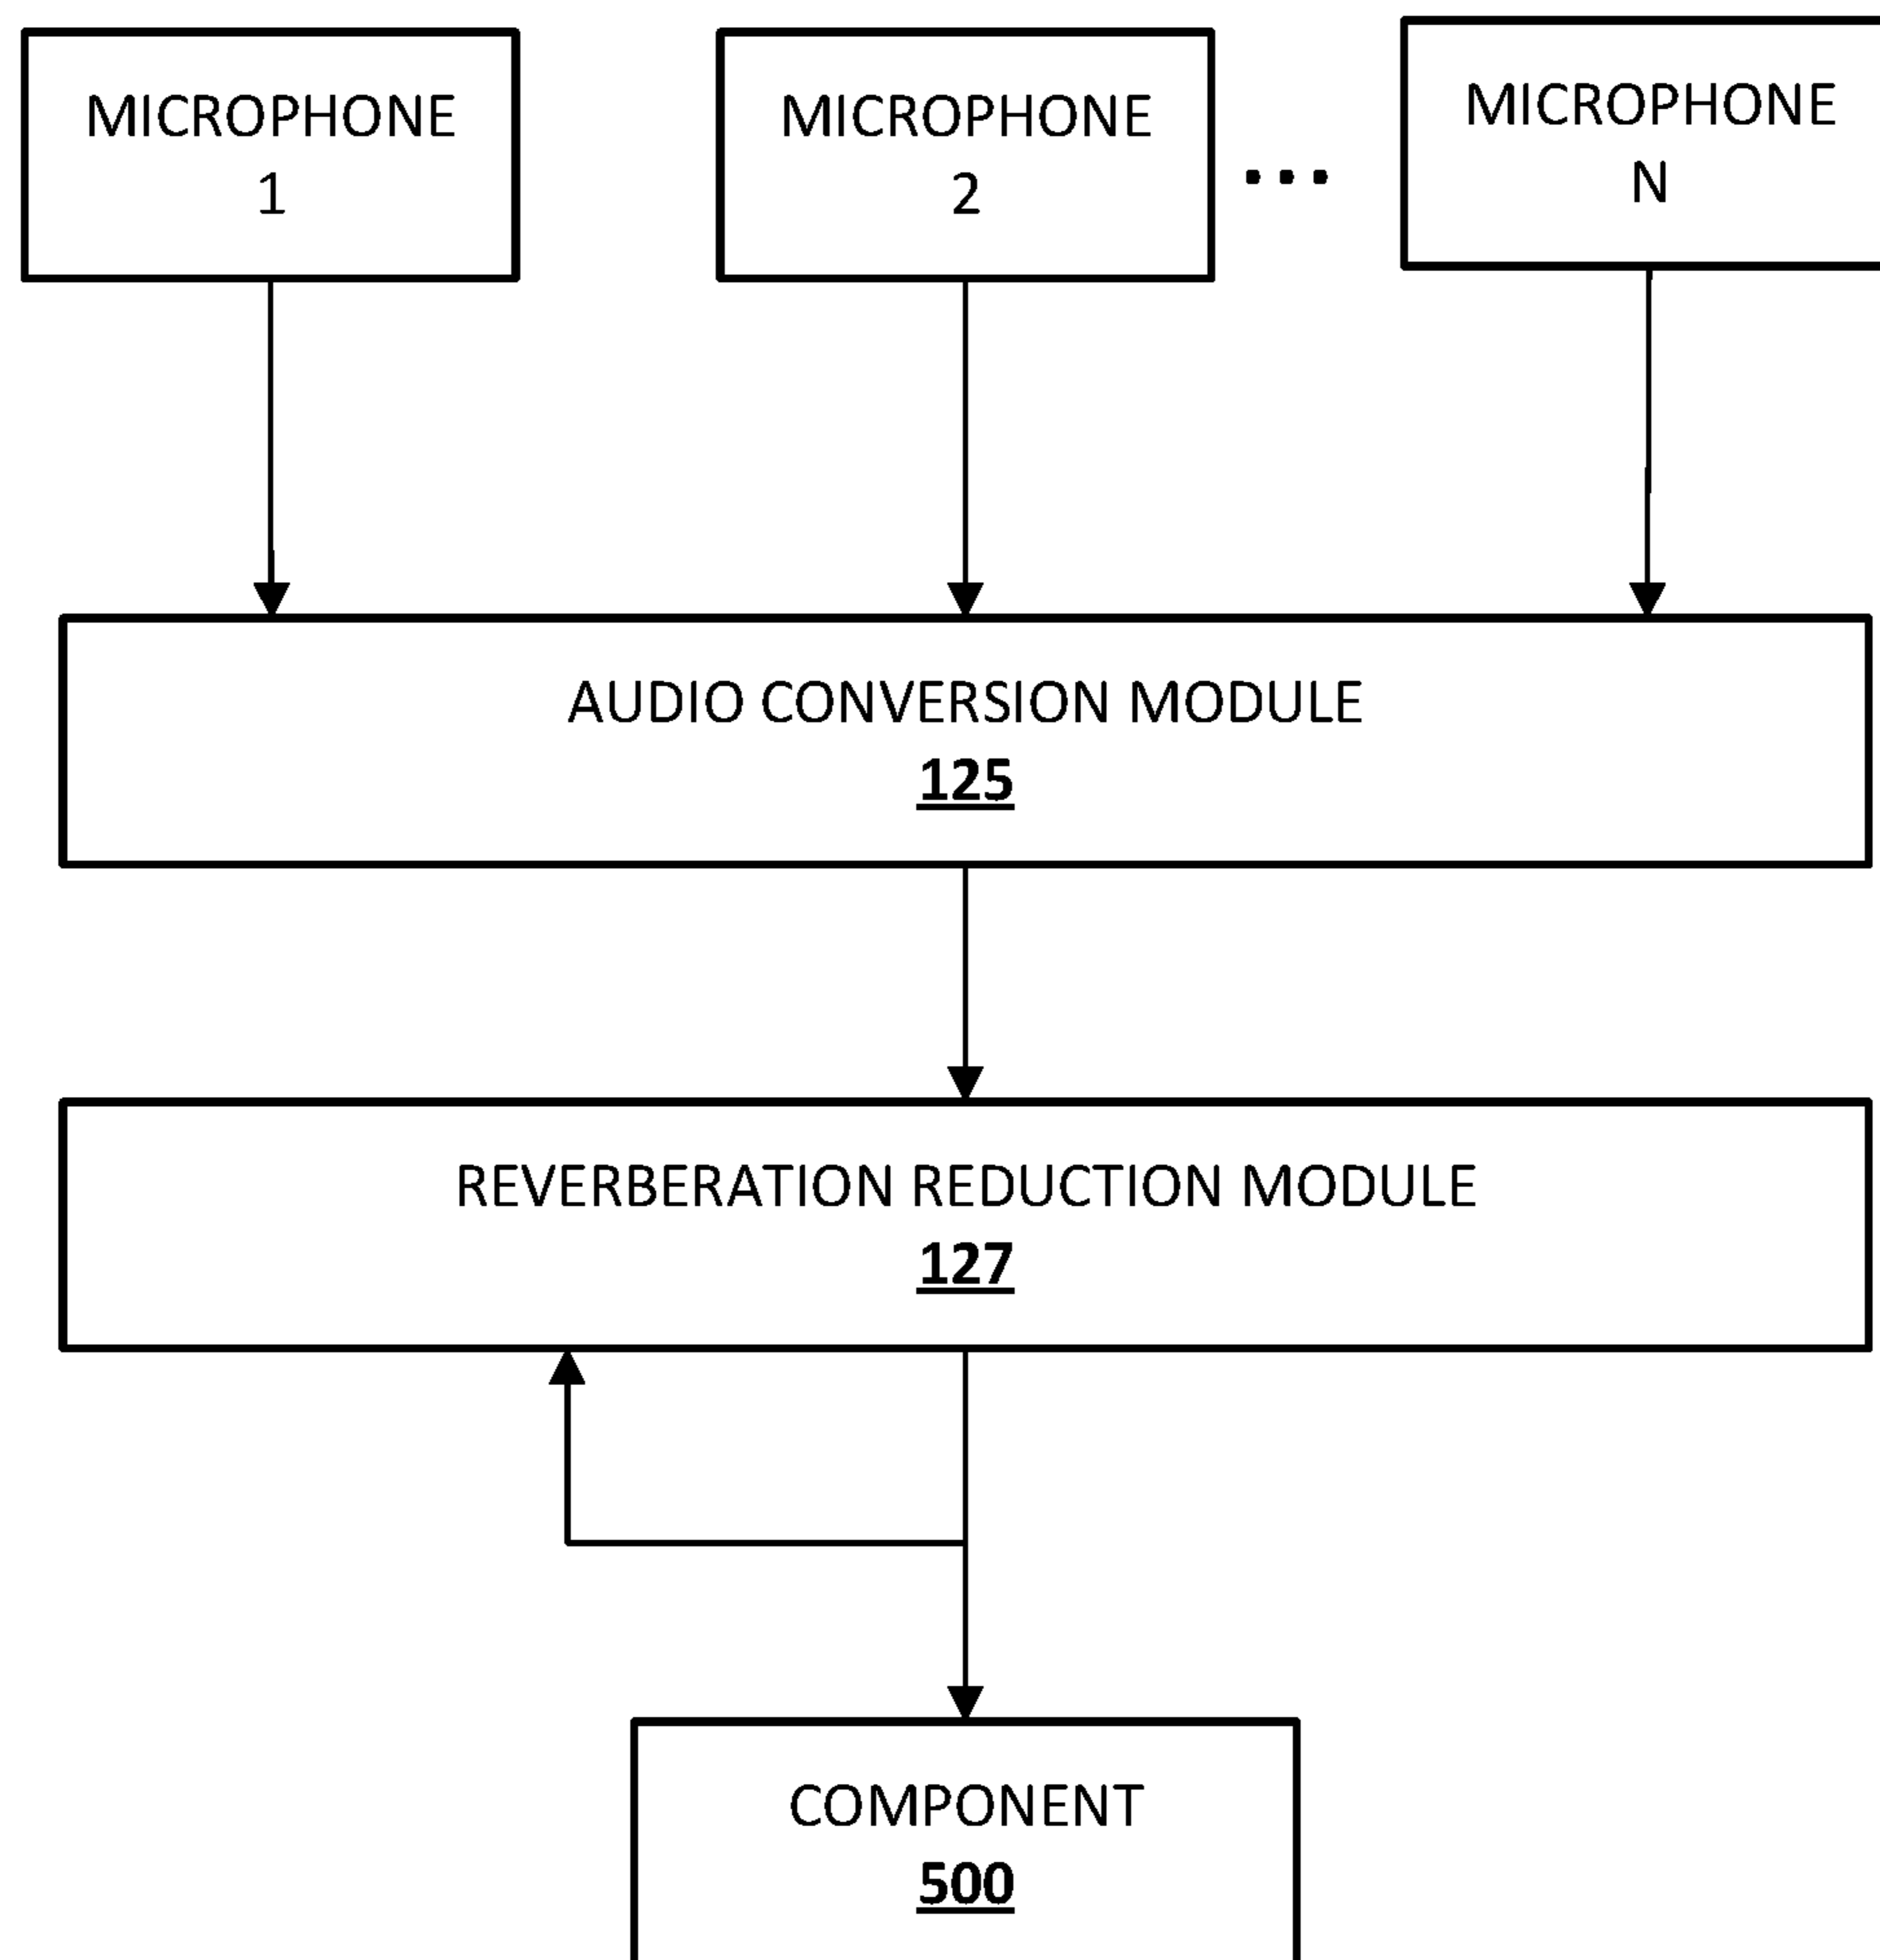 MICROPHONE
1
MICROPHONE
2
...
MICROPHONE
N
AUDIO CONVERSION MODULE
125
REVERBERATION REDUCTION MODULE
127
COMPONENT
500